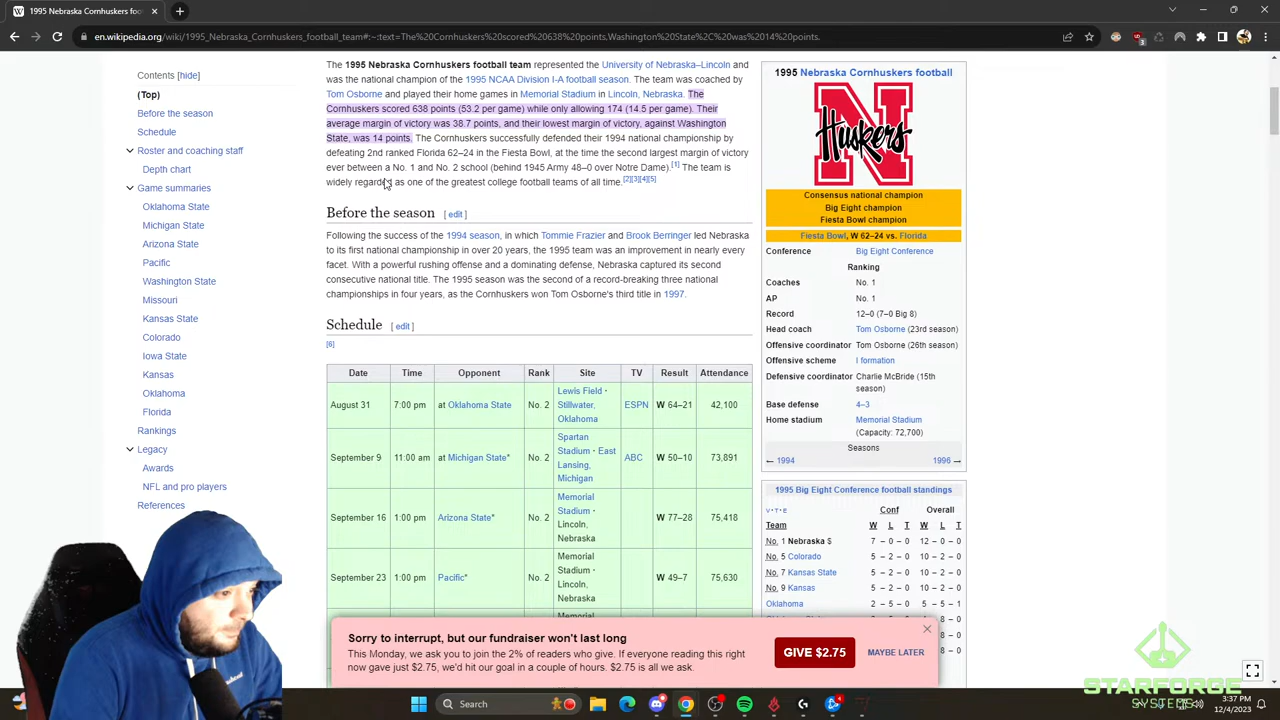 1995 Nebraska Cornhuskers footba
en.wikipedia.org/wiki/1995_Nebraska_Cornhuskers_football_team#:~:text=The%20Cornhuskers%20scored%20638%20points,Washington%20State%2C%20was%2014%20points.
Contents [hide]
(Top)
Before the season
Schedule
Roster and coaching staff
Depth chart
Game summaries
Oklahoma State
Michigan State
Arizona State
Pacific
Washington State
Missouri
Kansas State
Colorado
Iowa State
Kansas
Oklahoma
Florida
Rankings
Legacy
Awards
NFL and pro players
References
The 1995 Nebraska Cornhuskers football team represented the University of Nebraska–Lincoln and
was the national champion of the 1995 NCAA Division I-A football season. The team was coached by
Tom Osborne and played their home games in Memorial Stadium in Lincoln, Nebraska. The
Cornhuskers scored 638 points (53.2 per game) while only allowing 174 (14.5 per game). Their
average margin of victory was 38.7 points, and their lowest margin of victory, against Washington
State, was 14 points. The Cornhuskers successfully defended their 1994 national championship by
defeating 2nd ranked Florida 62–24 in the Fiesta Bowl, at the time the second largest margin of victory
ever between a No. 1 and No. 2 school (behind 1945 Army 48–0 over Notre Dame).[1] The team is
widely regarded as one of the greatest college football teams of all time.[2][3][4][5]
Before the season [ edit ]
Following the success of the 1994 season, in which Tommie Frazier and Brook Berringer led Nebraska
to its first national championship in over 20 years, the 1995 team was an improvement in nearly every
facet. With a powerful rushing offense and a dominating defense, Nebraska captured its second
consecutive national title. The 1995 season was the second of a record-breaking three national
championships in four years, as the Cornhuskers won Tom Osborne's third title in 1997.
Schedule [ edit ]
[6]
Date Time Opponent Rank Site TV Result Attendance
August 31 7:00 pm at Oklahoma State No. 2 Lewis Field · Stillwater, Oklahoma ESPN W 64–21 42,100
September 9 11:00 am at Michigan State* No. 2 Spartan Stadium · East Lansing, Michigan ABC W 50–10 73,891
September 16 1:00 pm Arizona State* No. 2 Memorial Stadium · Lincoln, Nebraska W 77–28 75,418
September 23 1:00 pm Pacific* No. 2 Memorial Stadium · Lincoln, Nebraska W 49–7 75,630
1995 Nebraska Cornhuskers football
Huskers
Consensus national champion
Big Eight champion
Fiesta Bowl champion
Fiesta Bowl, W 62–24 vs. Florida
Conference Big Eight Conference
Ranking
Coaches No. 1
AP No. 1
Record 12–0 (7–0 Big 8)
Head coach Tom Osborne (23rd season)
Offensive coordinator Tom Osborne (26th season)
Offensive scheme I formation
Defensive coordinator Charlie McBride (15th
season)
Base defense 4–3
Home stadium Memorial Stadium
(Capacity: 72,700)
Seasons
← 1994 1996 →
1995 Big Eight Conference football standings
V · T · E Conf Overall
Team W L T W L T
No. 1 Nebraska $ 7 – 0 – 0 12 – 0 – 0
No. 5 Colorado 5 – 2 – 0 10 – 2 – 0
No. 7 Kansas State 5 – 2 – 0 10 – 2 – 0
No. 9 Kansas 5 – 2 – 0 10 – 2 – 0
Oklahoma 2 – 5 – 0 5 – 5 – 1
Sorry to interrupt, but our fundraiser won't last long
This Monday, we ask you to join the 2% of readers who give. If everyone reading this right
now gave $2.75, we'd hit our goal in a couple of hours. $2.75 is all we ask.
GIVE $2.75
MAYBE LATER
STARFORGE
SYSTEMS
Search
3:37 PM
12/4/2023